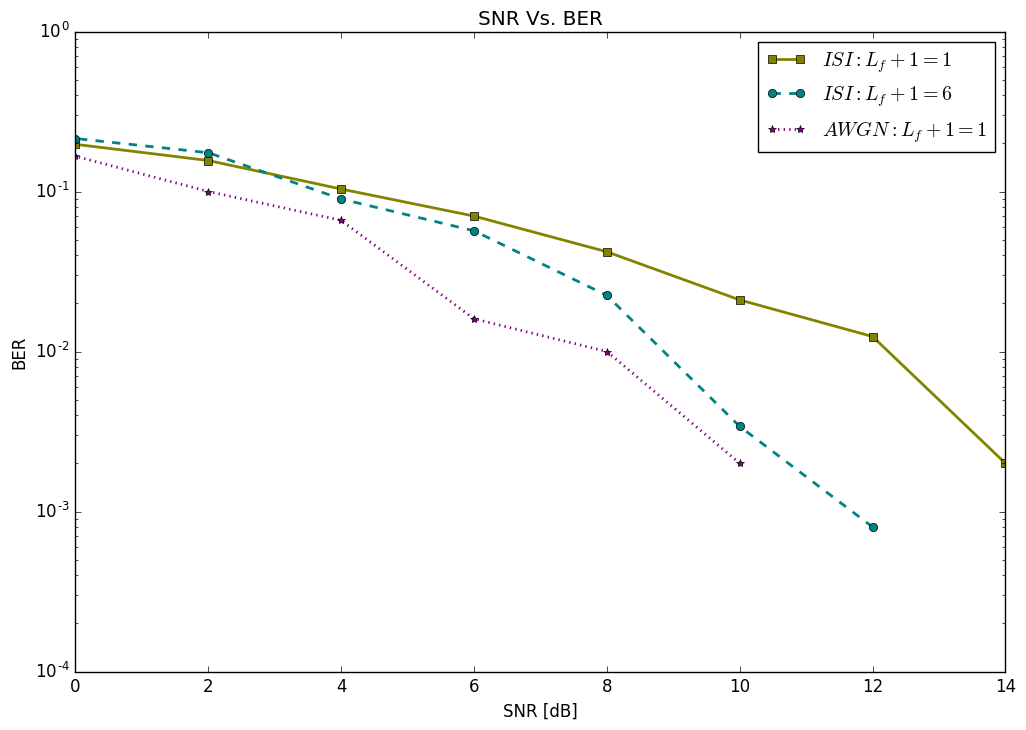 SNR Vs. BER
10^0
10^-1
10^-2
10^-3
10^-4
BER
ISI: L_f + 1 = 1
ISI: L_f + 1 = 6
AWGN: L_f + 1 = 1
0 2 4 6 8 10 12 14
SNR [dB]